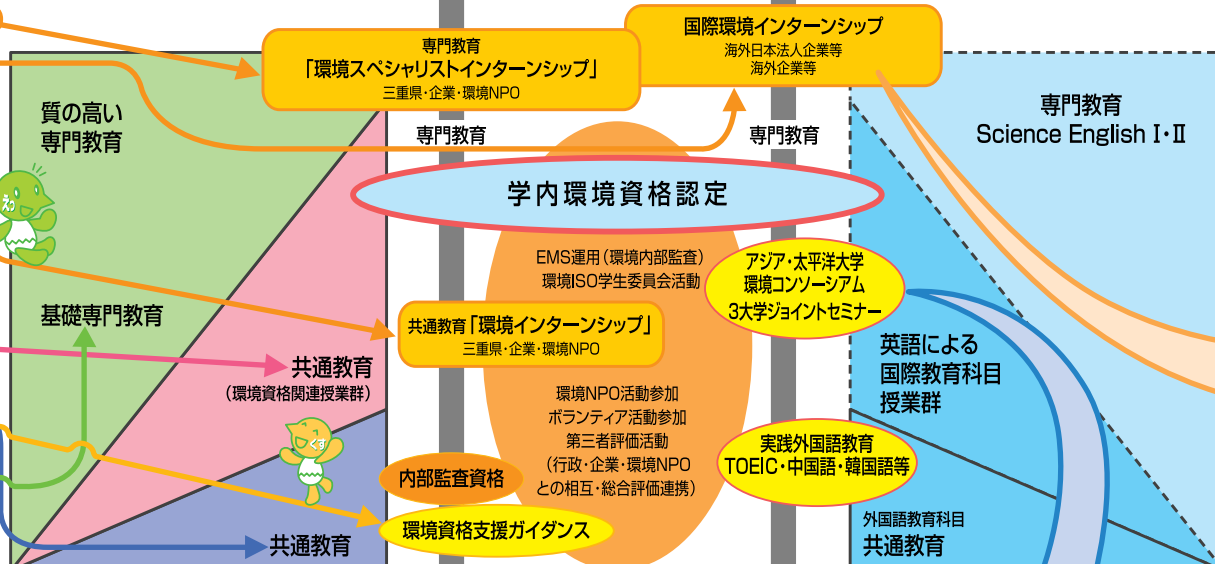 専門教育
「環境スペシャリストインターンシップ」
三重県・企業・環境NPO
国際環境インターンシップ
海外日本法人企業等
海外企業等
質の高い
専門教育
専門教育
専門教育
専門教育
Science English Ⅰ・Ⅱ
学内環境資格認定
えっ
EMS運用（環境内部監査）
環境ISO学生委員会活動
アジア・太平洋大学
環境コンソーシアム
3大学ジョイントセミナー
基礎専門教育
共通教育「環境インターンシップ」
三重県・企業・環境NPO
共通教育
（環境資格関連授業群）
英語による
国際教育科目
授業群
環境NPO活動参加
ボランティア活動参加
第三者評価活動
（行政・企業・環境NPO
との相互・総合評価連携）
くす
実践外国語教育
TOEIC・中国語・韓国語等
内部監査資格
環境資格支援ガイダンス
共通教育
外国語教育科目
共通教育